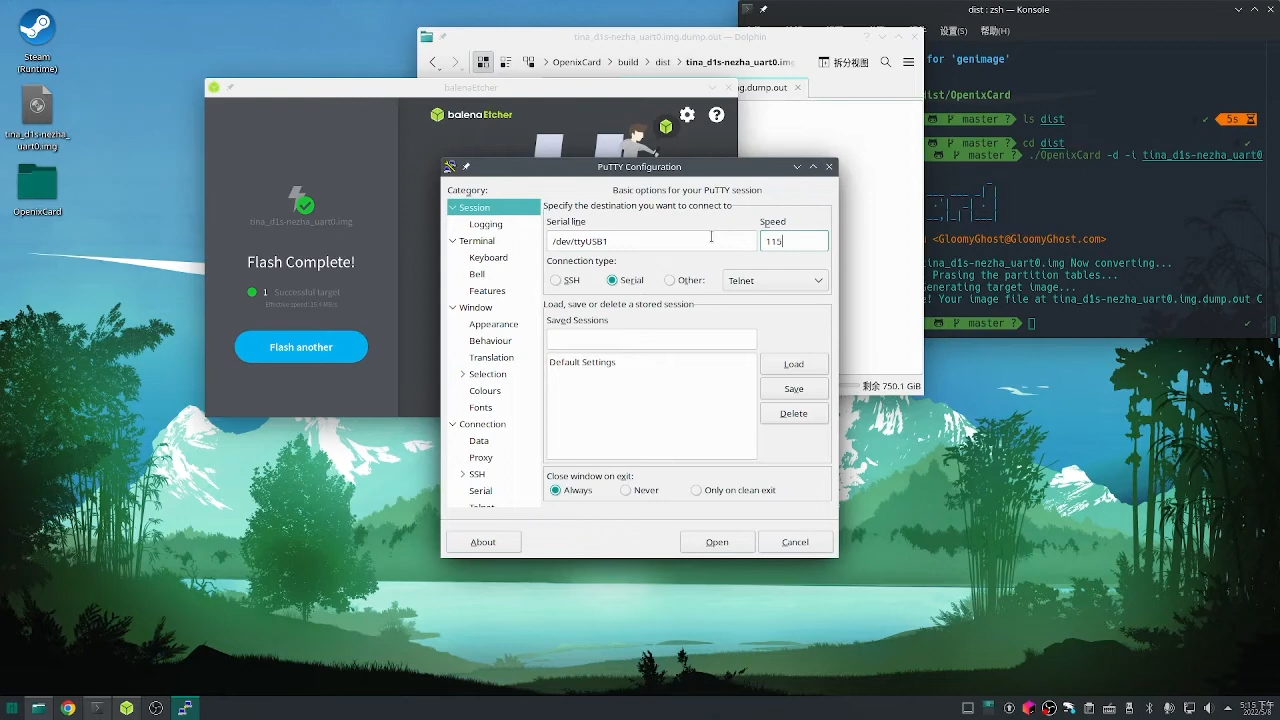 Steam
(Runtime)
tina_d1s-nezha_
uart0.img
OpenixCard
tina_d1s-nezha_uart0.img.dump.out — Dolphin
OpenixCard
build
dist
tina_d1s-nezha_uart0.img
拆分视图
ng.dump.out
剩余 750.1 GiB
balenaEtcher
balenaEtcher
tina_d1s-nezha_uart0.img
Flash Complete!
1 Successful target
Flash another
dist : zsh — Konsole
设置(S)
帮助(H)
for 'genimage'
dist/OpenixCard
master ? ls dist
5s
master ? cd dist
master ? ./OpenixCard -d -i tina_d1s-nezha_uart0
<GloomyGhost@GloomyGhost.com>
tina_d1s-nezha_uart0.img Now converting...
Prasing the partition tables...
Generating target image...
e! Your image file at tina_d1s-nezha_uart0.img.dump.out C
master ?
PuTTY Configuration
Category:
Session
Logging
Terminal
Keyboard
Bell
Features
Window
Appearance
Behaviour
Translation
Selection
Colours
Fonts
Connection
Data
Proxy
SSH
Serial
Telnet
Basic options for your PuTTY session
Specify the destination you want to connect to
Serial line
Speed
/dev/ttyUSB1
115
Connection type:
SSH
Serial
Other:
Telnet
Load, save or delete a stored session
Saved Sessions
Default Settings
Load
Save
Delete
Close window on exit:
Always
Never
Only on clean exit
About
Open
Cancel